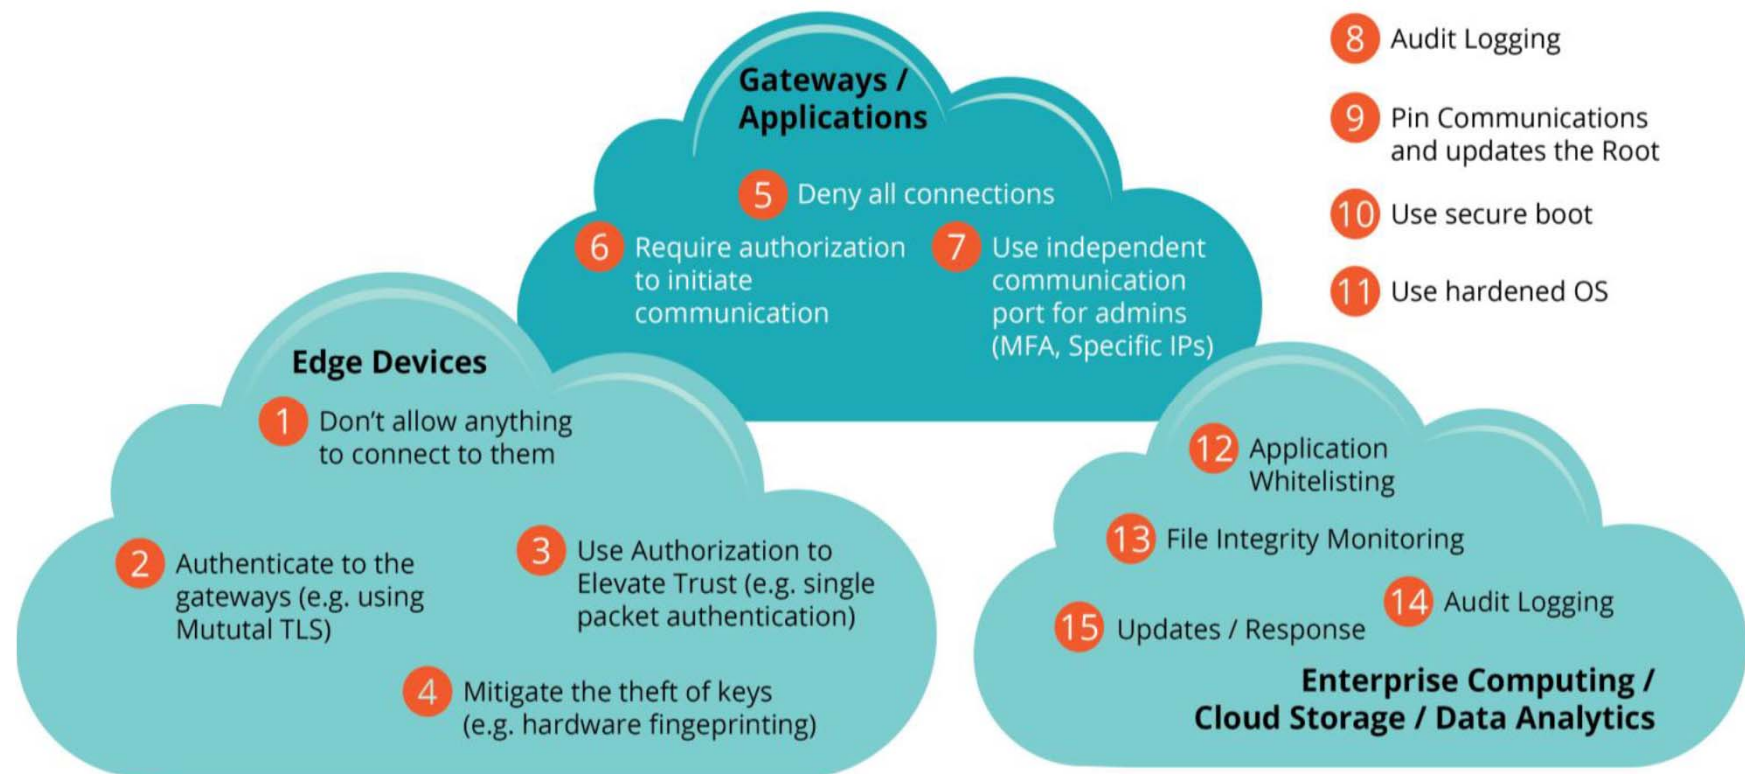 Gateways /
Applications
5 Deny all connections
6 Require authorization
to initiate
communication
7 Use independent
communication
port for admins
(MFA, Specific IPs)
8 Audit Logging
9 Pin Communications
and updates the Root
10 Use secure boot
11 Use hardened OS
Edge Devices
1 Don’t allow anything
to connect to them
2 Authenticate to the
gateways (e.g. using
Mututal TLS)
3 Use Authorization to
Elevate Trust (e.g. single
packet authentication)
4 Mitigate the theft of keys
(e.g. hardware fingeprinting)
12 Application
Whitelisting
13 File Integrity Monitoring
14 Audit Logging
15 Updates / Response
Enterprise Computing /
Cloud Storage / Data Analytics